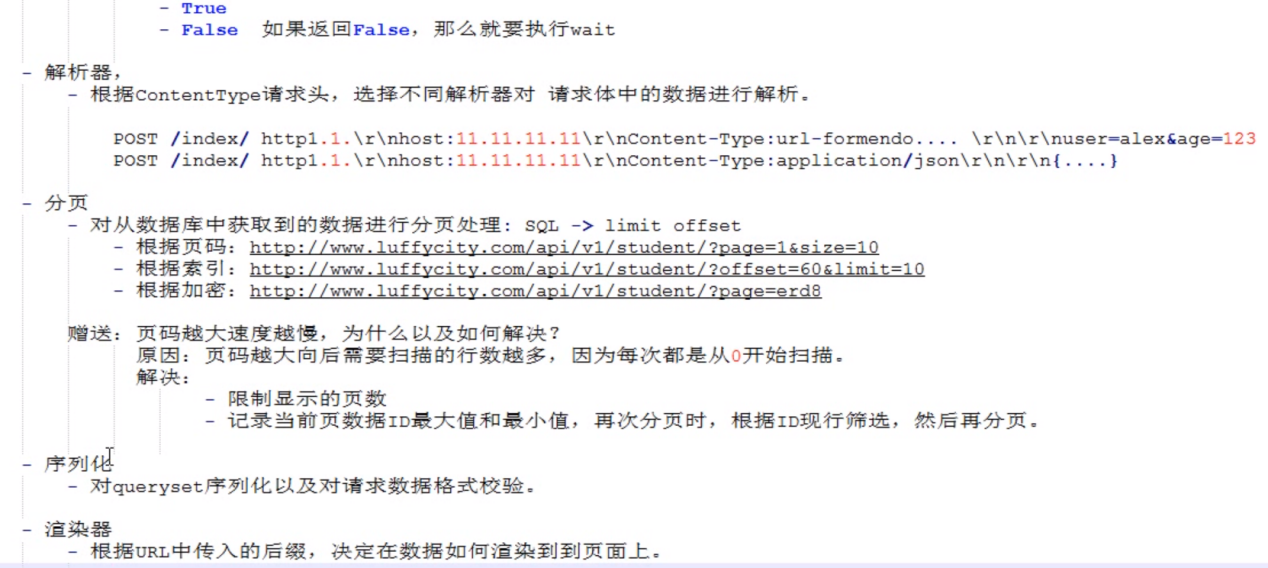 - True
- False 如果返回False，那么就要执行wait
- 解析器，
- 根据ContentType请求头，选择不同解析器对 请求体中的数据进行解析。
POST /index/ http1.1.\r\nhost:11.11.11.11\r\nContent-Type:url-formendo.... \r\n\r\nuser=alex&age=123
POST /index/ http1.1.\r\nhost:11.11.11.11\r\nContent-Type:application/json\r\n\r\n{....}
- 分页
- 对从数据库中获取到的数据进行分页处理: SQL -> limit offset
- 根据页码: http://www.luffycity.com/api/v1/student/?page=1&size=10
- 根据索引: http://www.luffycity.com/api/v1/student/?offset=60&limit=10
- 根据加密: http://www.luffycity.com/api/v1/student/?page=erd8
赠送: 页码越大速度越慢，为什么以及如何解决？
原因: 页码越大向后需要扫描的行数越多，因为每次都是从0开始扫描。
解决:
- 限制显示的页数
- 记录当前页数据ID最大值和最小值，再次分页时，根据ID现行筛选，然后再分页。
- 序列化
- 对queryset序列化以及对请求数据格式校验。
- 渲染器
- 根据URL中传入的后缀，决定在数据如何渲染到到页面上。